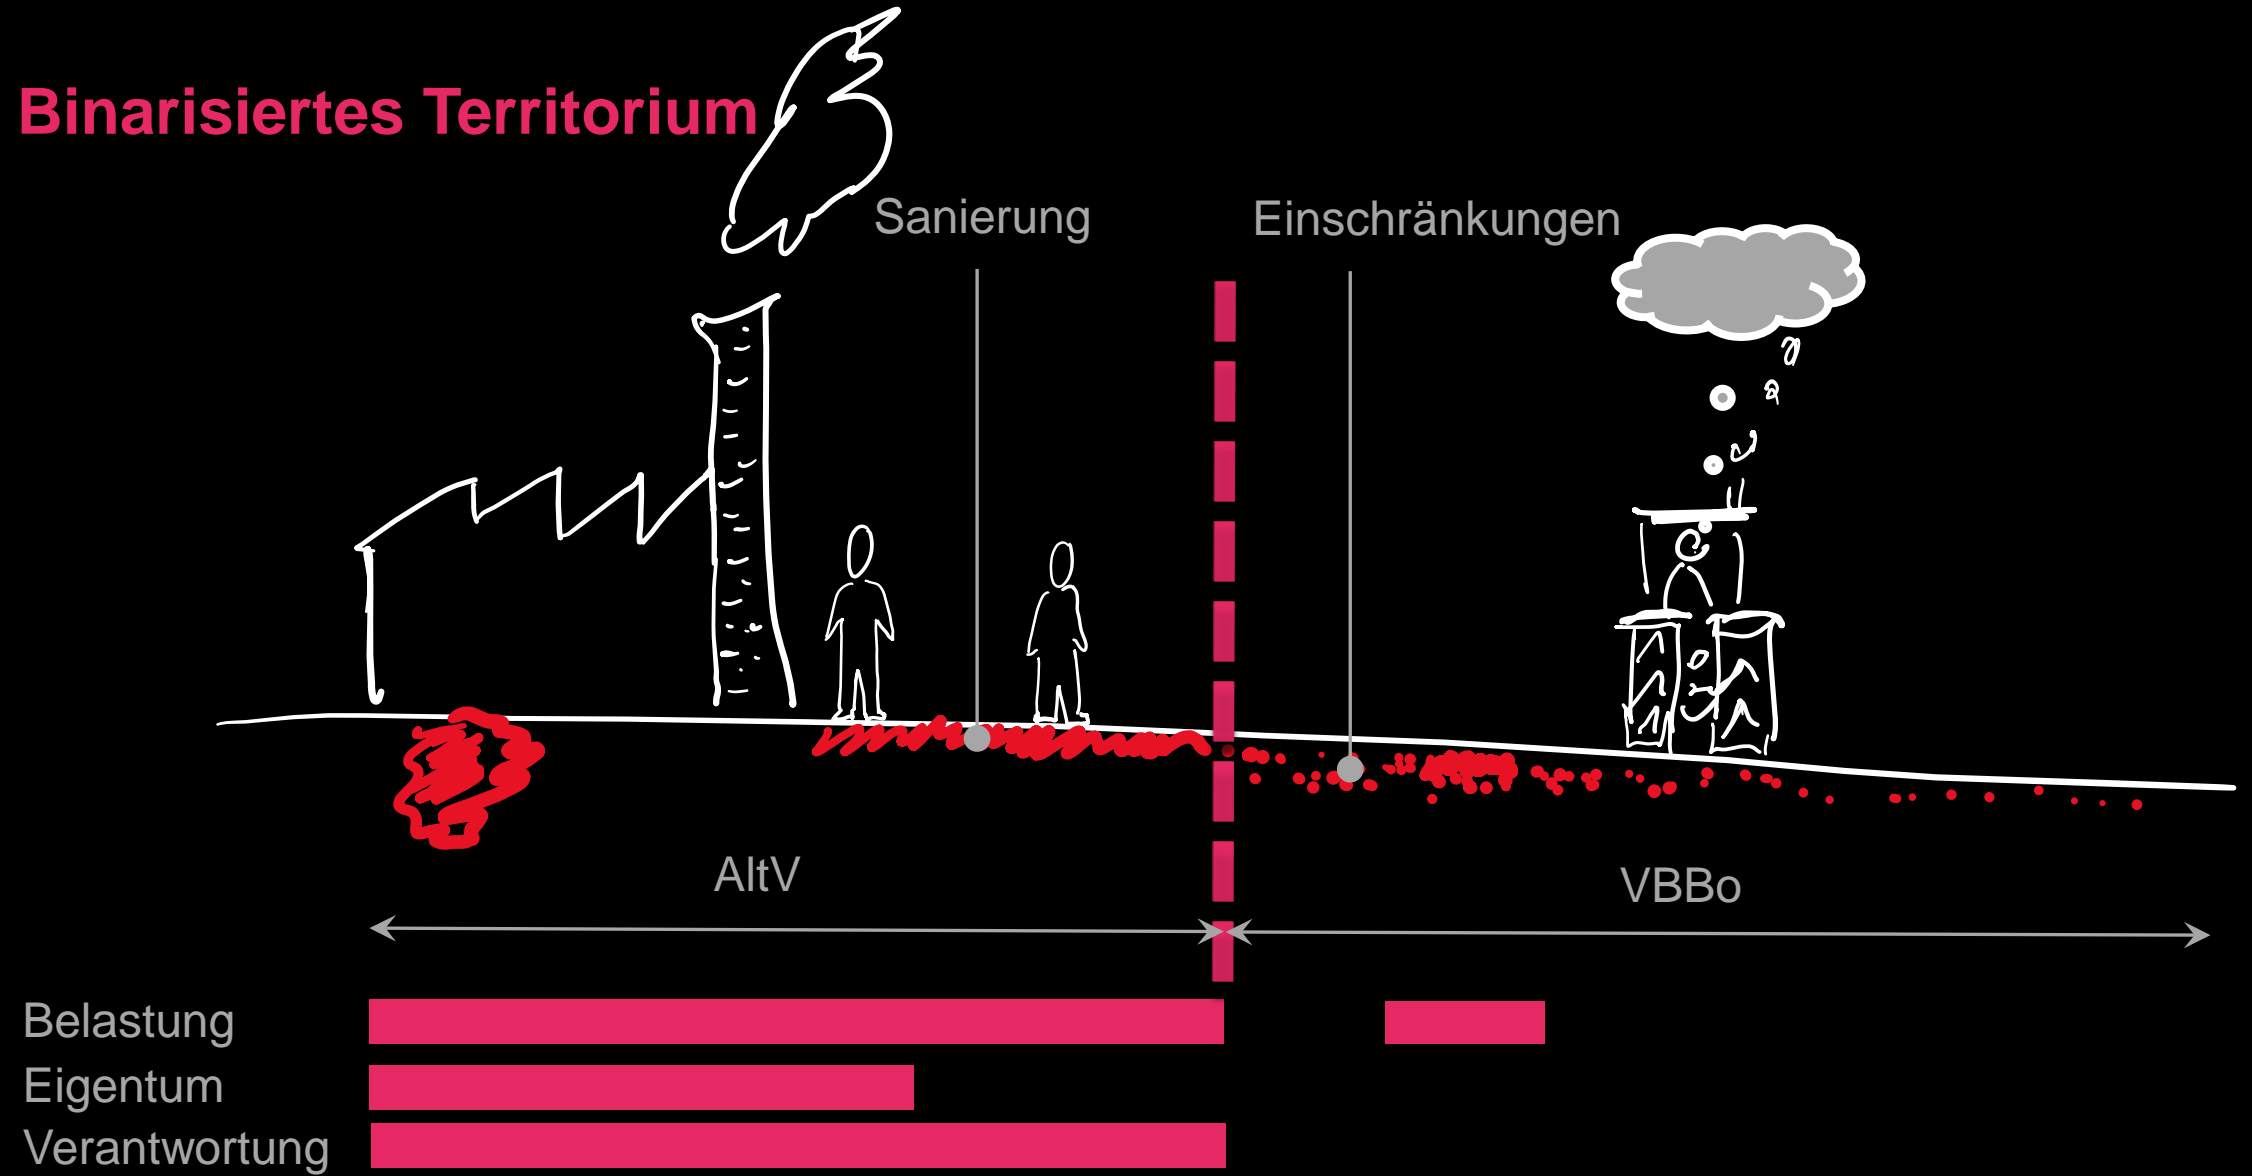 Binarisiertes Territorium
Sanierung
Einschränkungen
AltV
VBBo
Belastung
Eigentum
Verantwortung